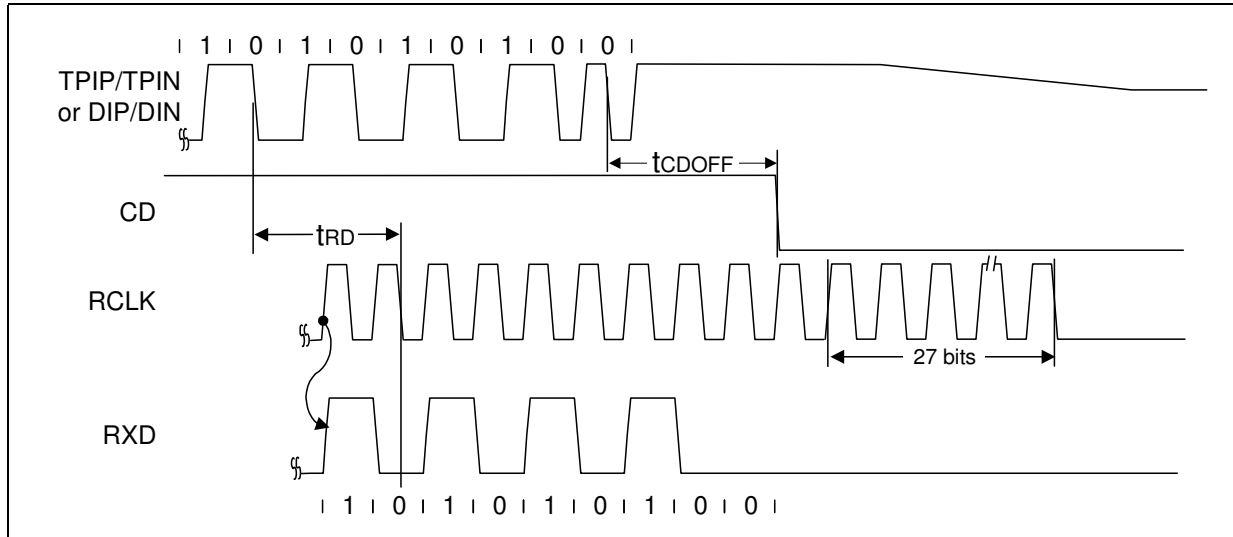 1 0 1 0 1 0 1 0 0
TPIP/TPIN
or DIP/DIN
tCDOFF
CD
tRD
RCLK
27 bits
RXD
1 0 1 0 1 0 1 0 0